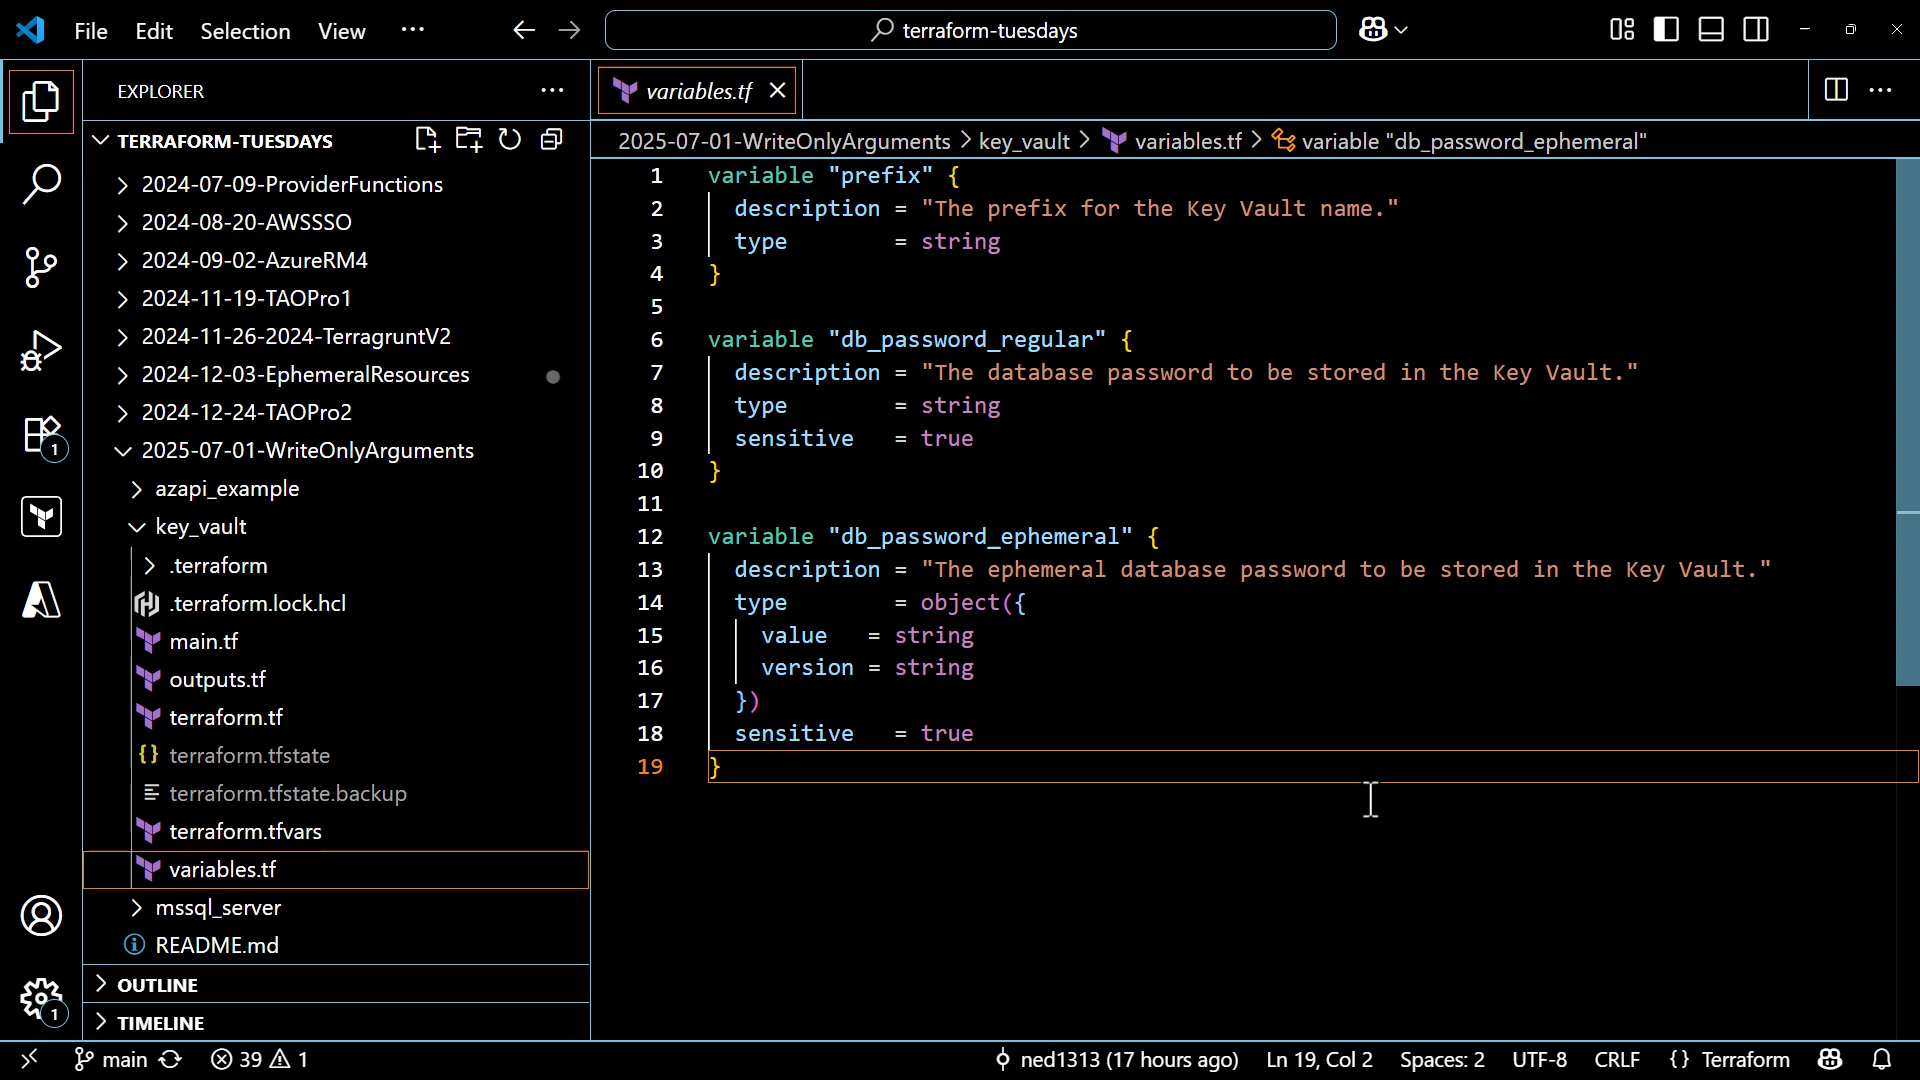 File Edit Selection View ··· terraform-tuesdays
EXPLORER ···
TERRAFORM-TUESDAYS
2024-07-09-ProviderFunctions
2024-08-20-AWSSSO
2024-09-02-AzureRM4
2024-11-19-TAOPro1
2024-11-26-2024-TerragruntV2
2024-12-03-EphemeralResources
2024-12-24-TAOPro2
2025-07-01-WriteOnlyArguments
azapi_example
key_vault
.terraform
.terraform.lock.hcl
main.tf
outputs.tf
terraform.tf
terraform.tfstate
terraform.tfstate.backup
terraform.tfvars
variables.tf
mssql_server
README.md
OUTLINE
TIMELINE
1
1
variables.tf
2025-07-01-WriteOnlyArguments > key_vault > variables.tf > variable "db_password_ephemeral"
1 variable "prefix" {
2 description = "The prefix for the Key Vault name."
3 type = string
4 }
5
6 variable "db_password_regular" {
7 description = "The database password to be stored in the Key Vault."
8 type = string
9 sensitive = true
10 }
11
12 variable "db_password_ephemeral" {
13 description = "The ephemeral database password to be stored in the Key Vault."
14 type = object({
15 value = string
16 version = string
17 })
18 sensitive = true
19 }
main 39 1 ned1313 (17 hours ago) Ln 19, Col 2 Spaces: 2 UTF-8 CRLF {} Terraform